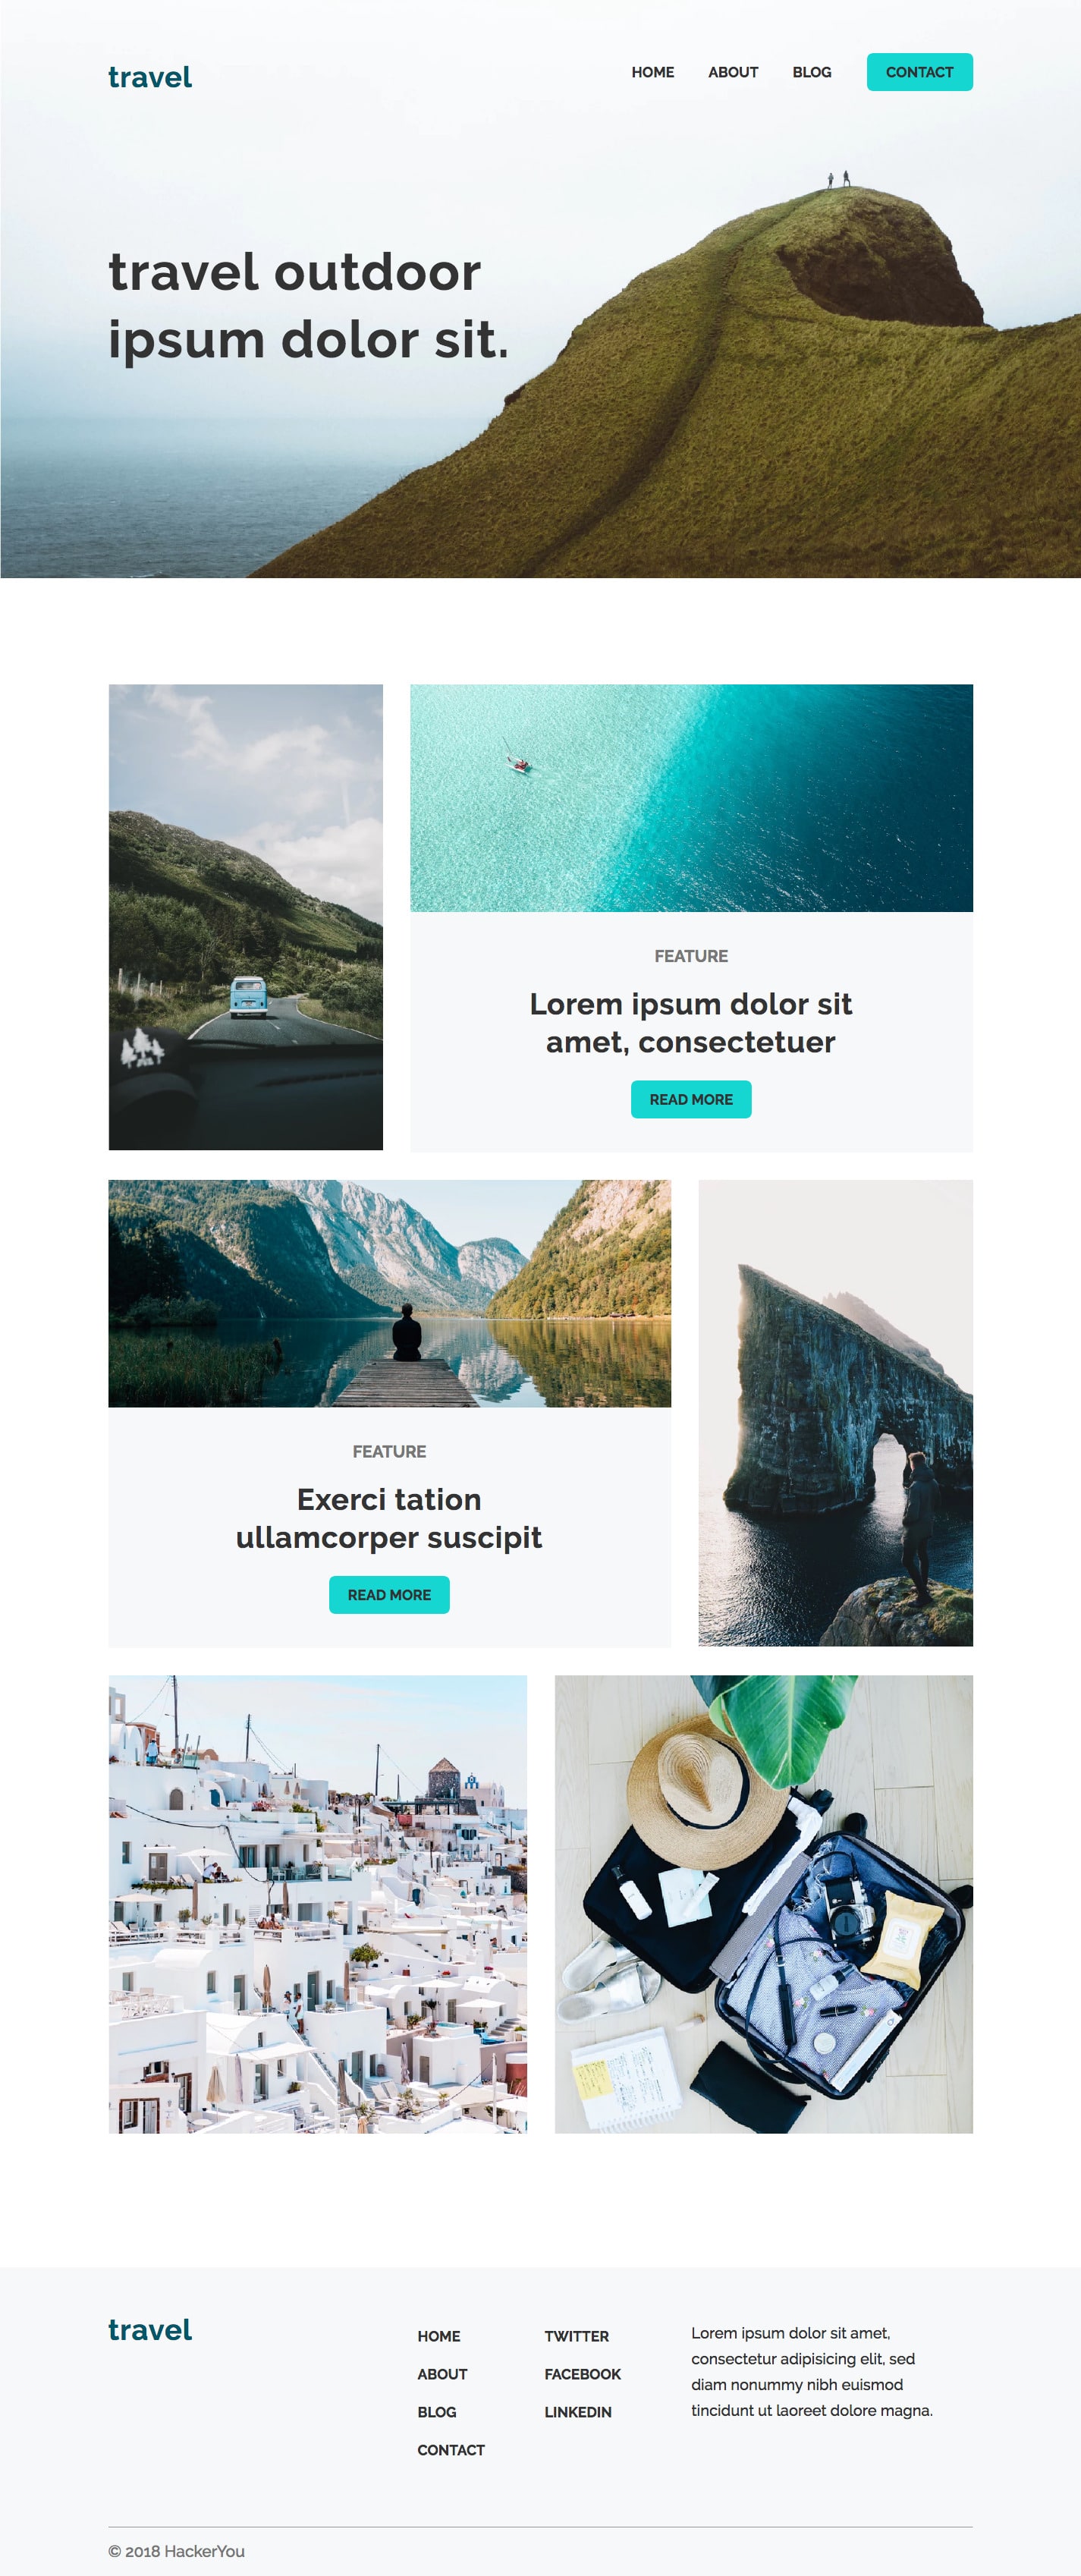 travel
HOME ABOUT BLOG CONTACT
travel outdoor
ipsum dolor sit.
FEATURE
Lorem ipsum dolor sit
amet, consectetuer
READ MORE
FEATURE
Exerci tation
ullamcorper suscipit
READ MORE
travel
HOME
ABOUT
BLOG
CONTACT
TWITTER
FACEBOOK
LINKEDIN
Lorem ipsum dolor sit amet,
consectetur adipisicing elit, sed
diam nonummy nibh euismod
tincidunt ut laoreet dolore magna.
© 2018 HackerYou